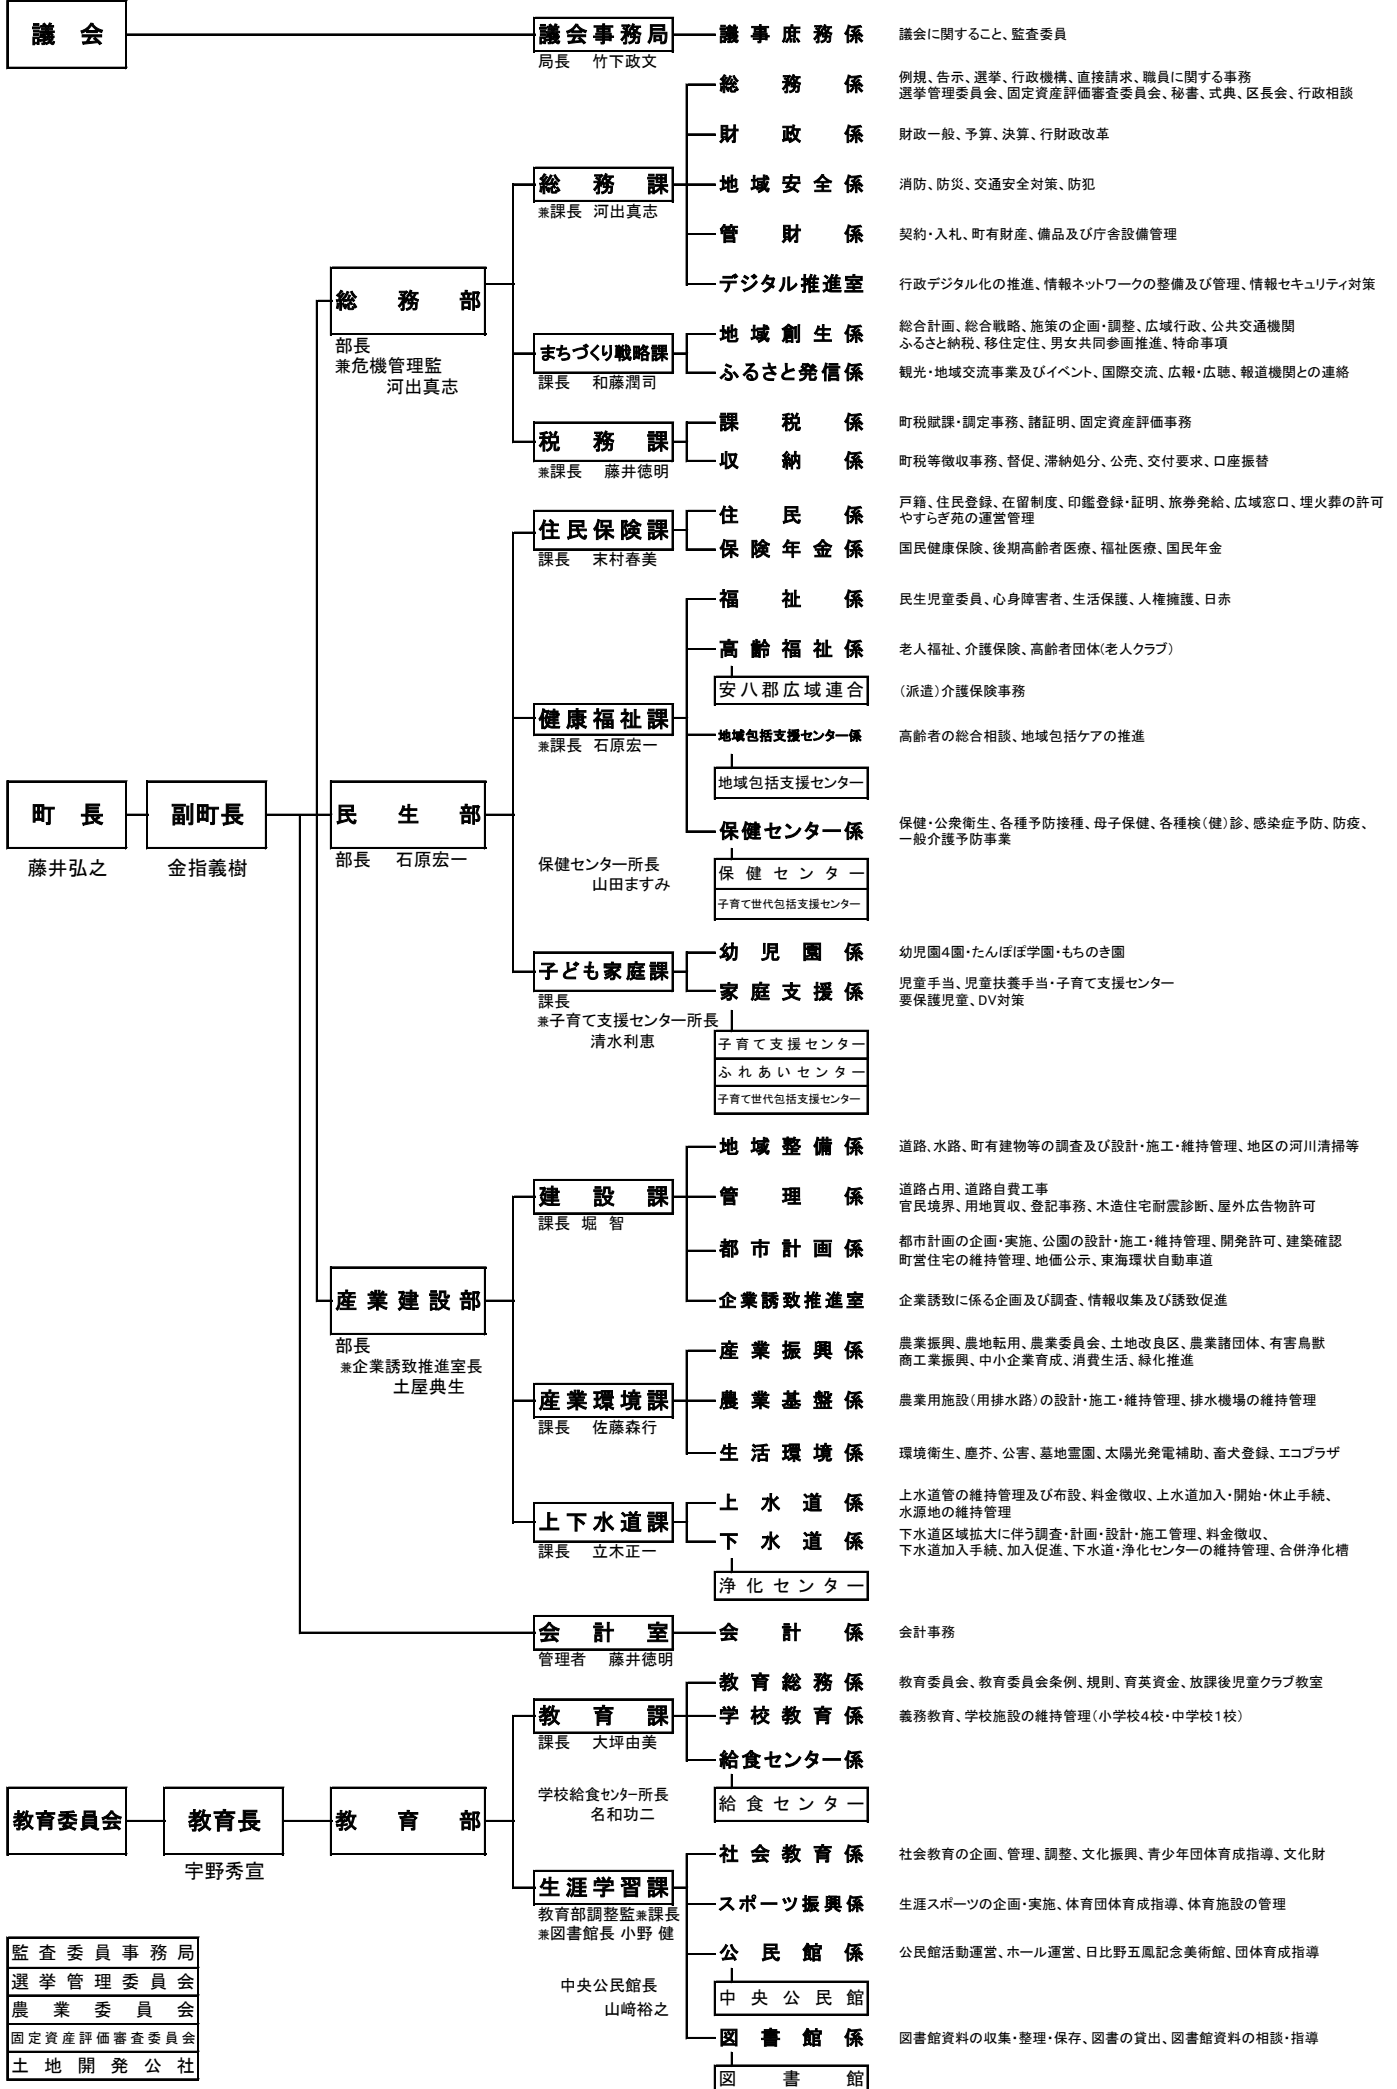 議会
議会事務局
局長 竹下政文
議事庶務係
議会に関すること、監査委員
総務係
例規、告示、選挙、行政機構、直接請求、職員に関する事務
選挙管理委員会、固定資産評価審査委員会、秘書、式典、区長会、行政相談
財政係
財政一般、予算、決算、行財政改革
総務課
兼課長 河出真志
地域安全係
消防、防災、交通安全対策、防犯
管財係
契約・入札、町有財産、備品及び庁舎設備管理
デジタル推進室
行政デジタル化の推進、情報ネットワークの整備及び管理、情報セキュリティ対策
総務部
部長
兼危機管理監
河出真志
まちづくり戦略課
課長 和藤潤司
地域創生係
総合計画、総合戦略、施策の企画・調整、広域行政、公共交通機関
ふるさと納税、移住定住、男女共同参画推進、特命事項
ふるさと発信係
観光・地域交流事業及びイベント、国際交流、広報・広聴、報道機関との連絡
税務課
兼課長 藤井徳明
課税係
町税賦課・調定事務、諸証明、固定資産評価事務
収納係
町税等徴収事務、督促、滞納処分、公売、交付要求、口座振替
住民保険課
課長 末村春美
住民係
戸籍、住民登録、在留制度、印鑑登録・証明、旅券発給、広域窓口、埋火葬の許可
やすらぎ苑の運営管理
保険年金係
国民健康保険、後期高齢者医療、福祉医療、国民年金
福祉係
民生児童委員、心身障害者、生活保護、人権擁護、日赤
高齢福祉係
老人福祉、介護保険、高齢者団体(老人クラブ)
安八郡広域連合
(派遣)介護保険事務
健康福祉課
兼課長 石原宏一
地域包括支援センター係
高齢者の総合相談、地域包括ケアの推進
地域包括支援センター
町長
藤井弘之
副町長
金指義樹
民生部
部長 石原宏一
保健センター係
保健・公衆衛生、各種予防接種、母子保健、各種検(健)診、感染症予防、防疫、
一般介護予防事業
保健センター所長
山田ますみ
保健センター
子育て世代包括支援センター
子ども家庭課
課長
兼子育て支援センター所長
清水利恵
幼児園係
幼児園4園・たんぽぽ学園・もちのき園
家庭支援係
児童手当、児童扶養手当・子育て支援センター
要保護児童、DV対策
子育て支援センター
ふれあいセンター
子育て世代包括支援センター
地域整備係
道路、水路、町有建物等の調査及び設計・施工・維持管理、地区の河川清掃等
建設課
課長 堀 智
管理係
道路占用、道路自費工事
官民境界、用地買収、登記事務、木造住宅耐震診断、屋外広告物許可
都市計画係
都市計画の企画・実施、公園の設計・施工・維持管理、開発許可、建築確認
町営住宅の維持管理、地価公示、東海環状自動車道
企業誘致推進室
企業誘致に係る企画及び調査、情報収集及び誘致促進
産業建設部
部長
兼企業誘致推進室長
土屋典生
産業振興係
農業振興、農地転用、農業委員会、土地改良区、農業諸団体、有害鳥獣
商工業振興、中小企業育成、消費生活、緑化推進
産業環境課
課長 佐藤森行
農業基盤係
農業用施設(用排水路)の設計・施工・維持管理、排水機場の維持管理
生活環境係
環境衛生、塵芥、公害、墓地霊園、太陽光発電補助、畜犬登録、エコプラザ
上下水道課
課長 立木正一
上水道係
上水道管の維持管理及び布設、料金徴収、上水道加入・開始・休止手続、
水源地の維持管理
下水道係
下水道区域拡大に伴う調査・計画・設計・施工管理、料金徴収、
下水道加入手続、加入促進、下水道・浄化センターの維持管理、合併浄化槽
浄化センター
会計室
管理者 藤井徳明
会計係
会計事務
教育総務係
教育委員会、教育委員会条例、規則、育英資金、放課後児童クラブ教室
教育課
課長 大坪由美
学校教育係
義務教育、学校施設の維持管理(小学校4校・中学校1校)
給食センター係
学校給食センター所長
名和功二
給食センター
教育委員会
教育長
宇野秀宣
教育部
社会教育係
社会教育の企画、管理、調整、文化振興、青少年団体育成指導、文化財
生涯学習課
教育部調整監兼課長
兼図書館長 小野 健
スポーツ振興係
生涯スポーツの企画・実施、体育団体育成指導、体育施設の管理
公民館係
公民館活動運営、ホール運営、日比野五鳳記念美術館、団体育成指導
中央公民館長
山﨑裕之
中央公民館
図書館係
図書館資料の収集・整理・保存、図書の貸出、図書館資料の相談・指導
図書館
監査委員事務局
選挙管理委員会
農業委員会
固定資産評価審査委員会
土地開発公社